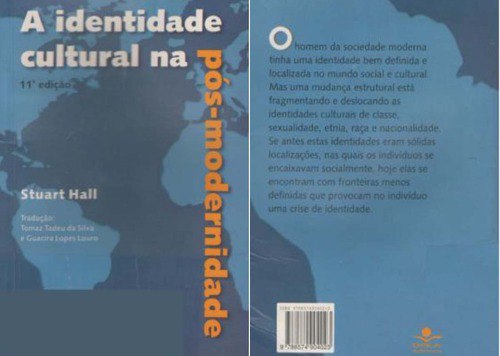 A identidade
cultural na
pós-modernidade
11ª edição
Stuart Hall
Tradução:
Tomaz Tadeu da Silva
e Guacira Lopes Louro
O homem da sociedade moderna
tinha uma identidade bem definida e
localizada no mundo social e cultural.
Mas uma mudança estrutural está
fragmentando e deslocando as
identidades culturais de classe,
sexualidade, etnia, raça e nacionalidade.
Se antes estas identidades eram sólidas
localizações, nas quais os indivíduos se
encaixavam socialmente, hoje elas se
encontram com fronteiras menos
definidas que provocam no indivíduo
uma crise de identidade.
9 788574 904023